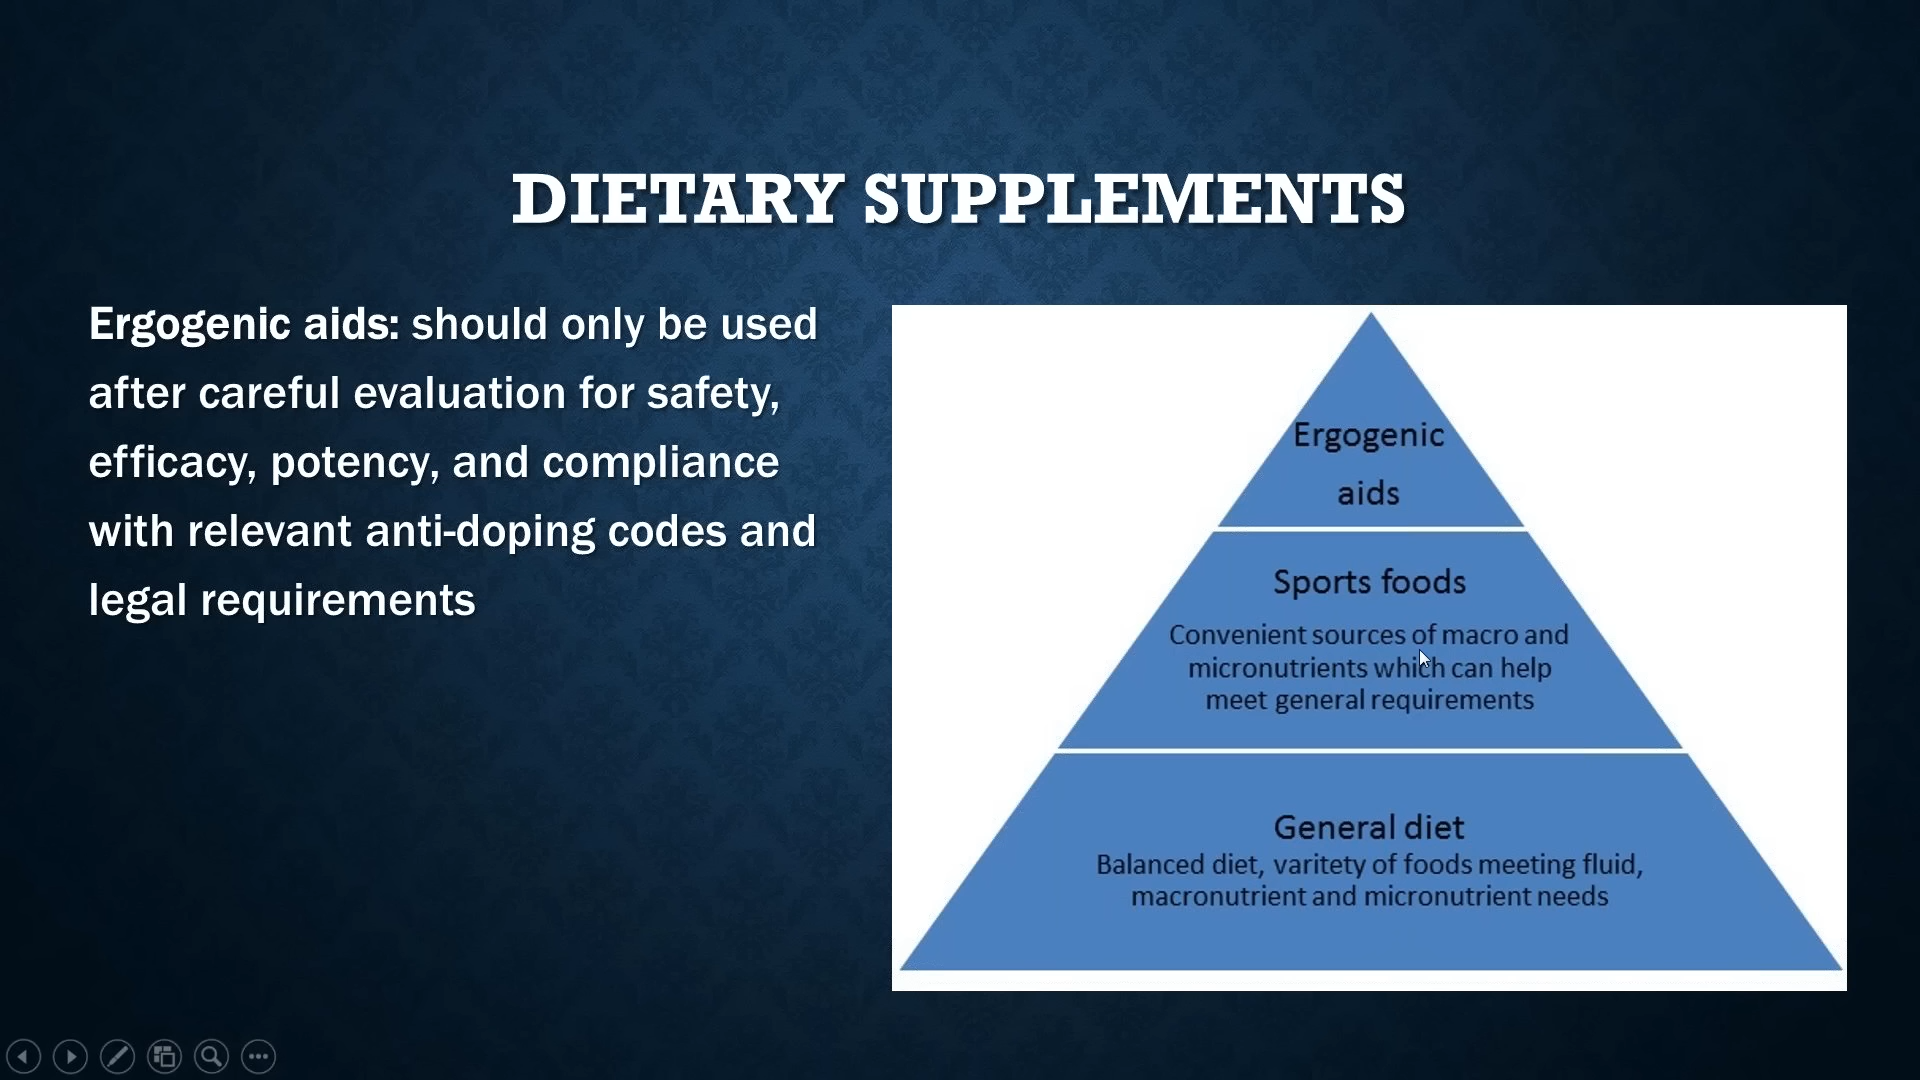 DIETARY SUPPLEMENTS
Ergogenic aids: should only be used
after careful evaluation for safety,
efficacy, potency, and compliance
with relevant anti-doping codes and
legal requirements
Ergogenic
aids
Sports foods
Convenient sources of macro and
micronutrients which can help
meet general requirements
General diet
Balanced diet, varitety of foods meeting fluid,
macronutrient and micronutrient needs